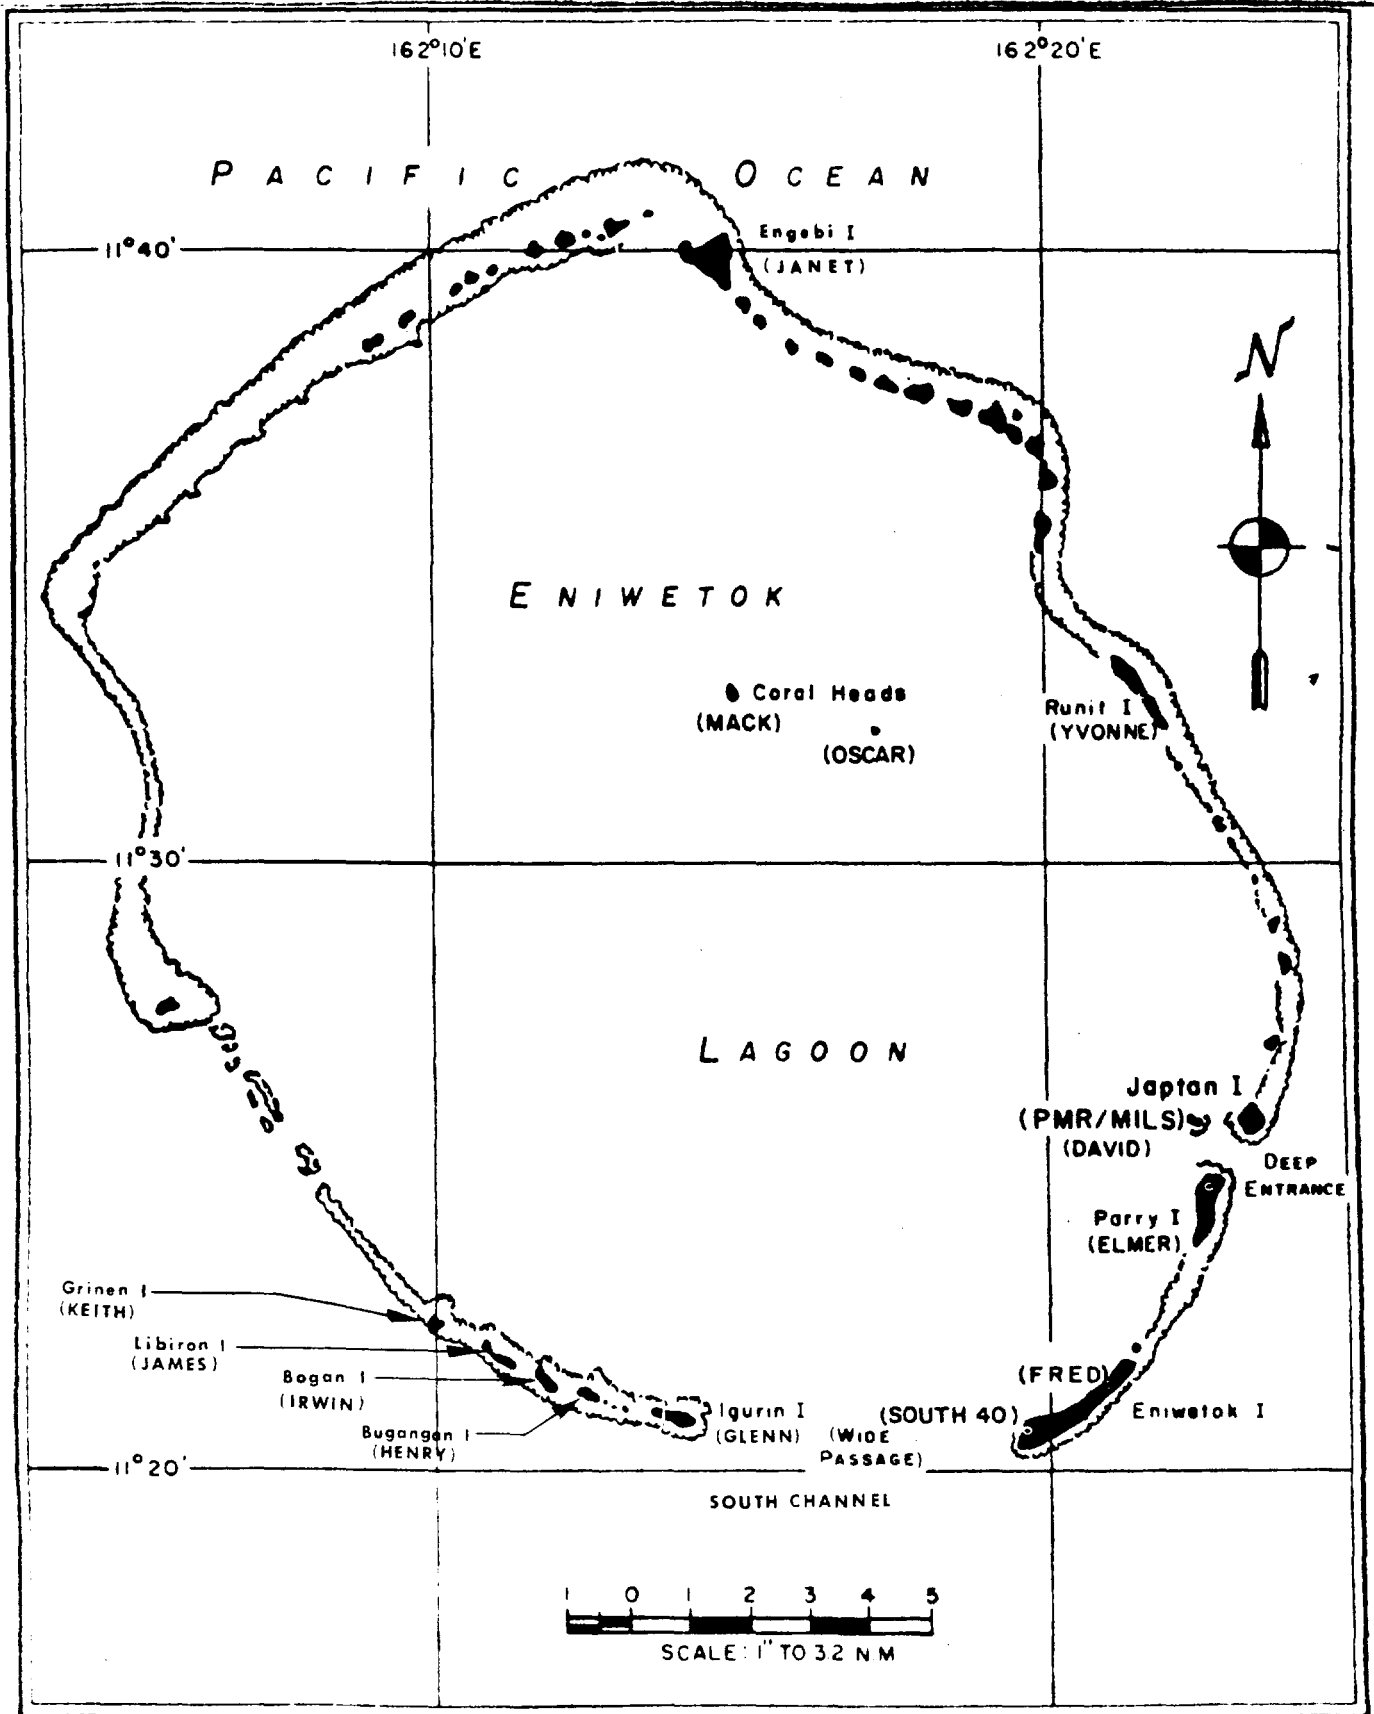 162°10'E
162°20'E
PACIFIC OCEAN
11°40'
Engebi I
(JANET)
N
ENIWETOK
Coral Heads
(MACK)
(OSCAR)
Runit I
(YVONNE)
11°30'
LAGOON
Japtan I
(PMR/MILS)
(DAVID)
DEEP
ENTRANCE
Parry I
(ELMER)
Grinen I
(KEITH)
Libiron I
(JAMES)
Bogan I
(IRWIN)
Bugangan I
(HENRY)
Igurin I
(GLENN)
(WIDE
PASSAGE)
(FRED)
(SOUTH 40)
Eniwetok I
11°20'
SOUTH CHANNEL
1 0 1 2 3 4 5
SCALE: 1" TO 3.2 N M